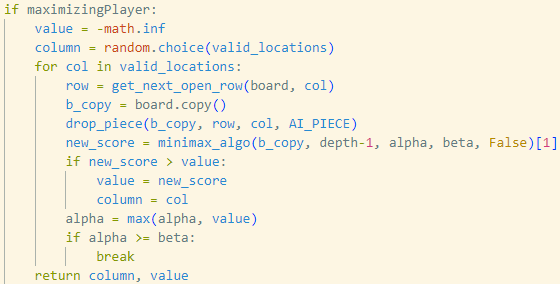 if maximizingPlayer:
    value = -math.inf
    column = random.choice(valid_locations)
    for col in valid_locations:
        row = get_next_open_row(board, col)
        b_copy = board.copy()
        drop_piece(b_copy, row, col, AI_PIECE)
        new_score = minimax_algo(b_copy, depth-1, alpha, beta, False)[1]
        if new_score > value:
            value = new_score
            column = col
        alpha = max(alpha, value)
        if alpha >= beta:
            break
    return column, value